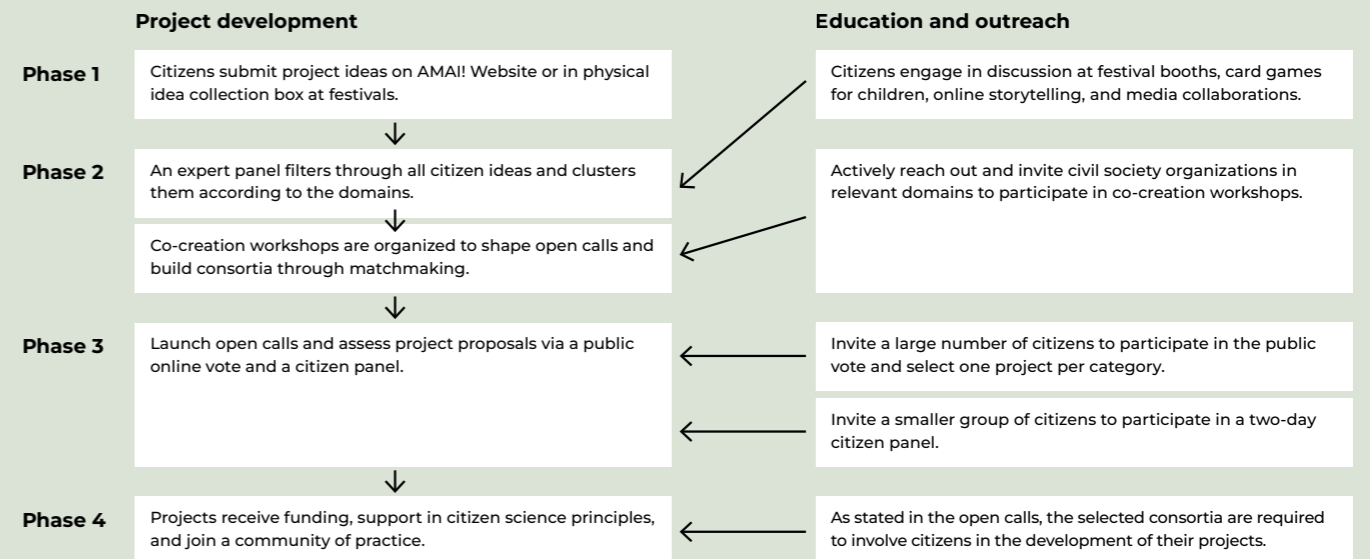 Project development
Education and outreach
Phase 1
Citizens submit project ideas on AMAI! Website or in physical
idea collection box at festivals.
Citizens engage in discussion at festival booths, card games
for children, online storytelling, and media collaborations.
Phase 2
An expert panel filters through all citizen ideas and clusters
them according to the domains.
Co-creation workshops are organized to shape open calls and
build consortia through matchmaking.
Actively reach out and invite civil society organizations in
relevant domains to participate in co-creation workshops.
Phase 3
Launch open calls and assess project proposals via a public
online vote and a citizen panel.
Invite a large number of citizens to participate in the public
vote and select one project per category.
Invite a smaller group of citizens to participate in a two-day
citizen panel.
Phase 4
Projects receive funding, support in citizen science principles,
and join a community of practice.
As stated in the open calls, the selected consortia are required
to involve citizens in the development of their projects.